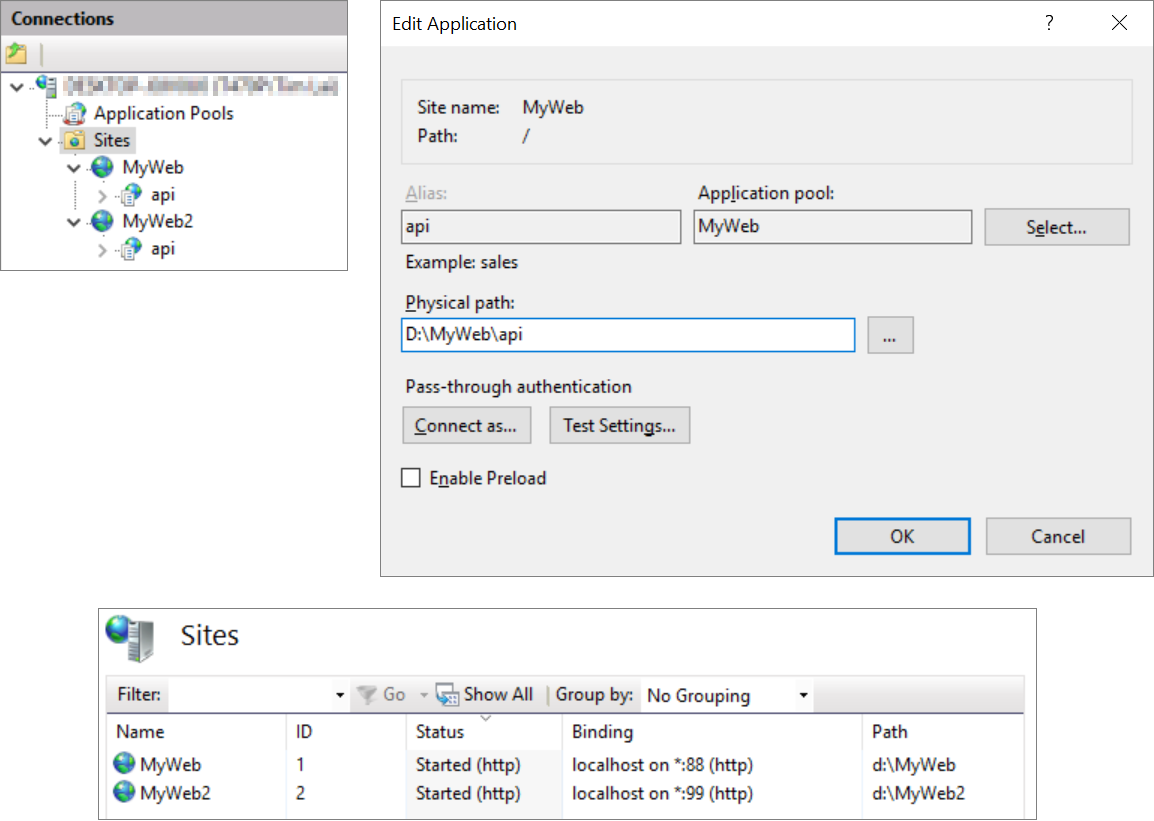 Connections
Application Pools
Sites
MyWeb
api
MyWeb2
api
Edit Application
?
Site name: MyWeb
Path: /
Alias: Application pool:
api MyWeb Select...
Example: sales
Physical path:
D:\MyWeb\api ...
Pass-through authentication
Connect as... Test Settings...
Enable Preload
OK Cancel
Sites
Filter: Go Show All Group by: No Grouping
Name ID Status Binding Path
MyWeb 1 Started (http) localhost on *:88 (http) d:\MyWeb
MyWeb2 2 Started (http) localhost on *:99 (http) d:\MyWeb2